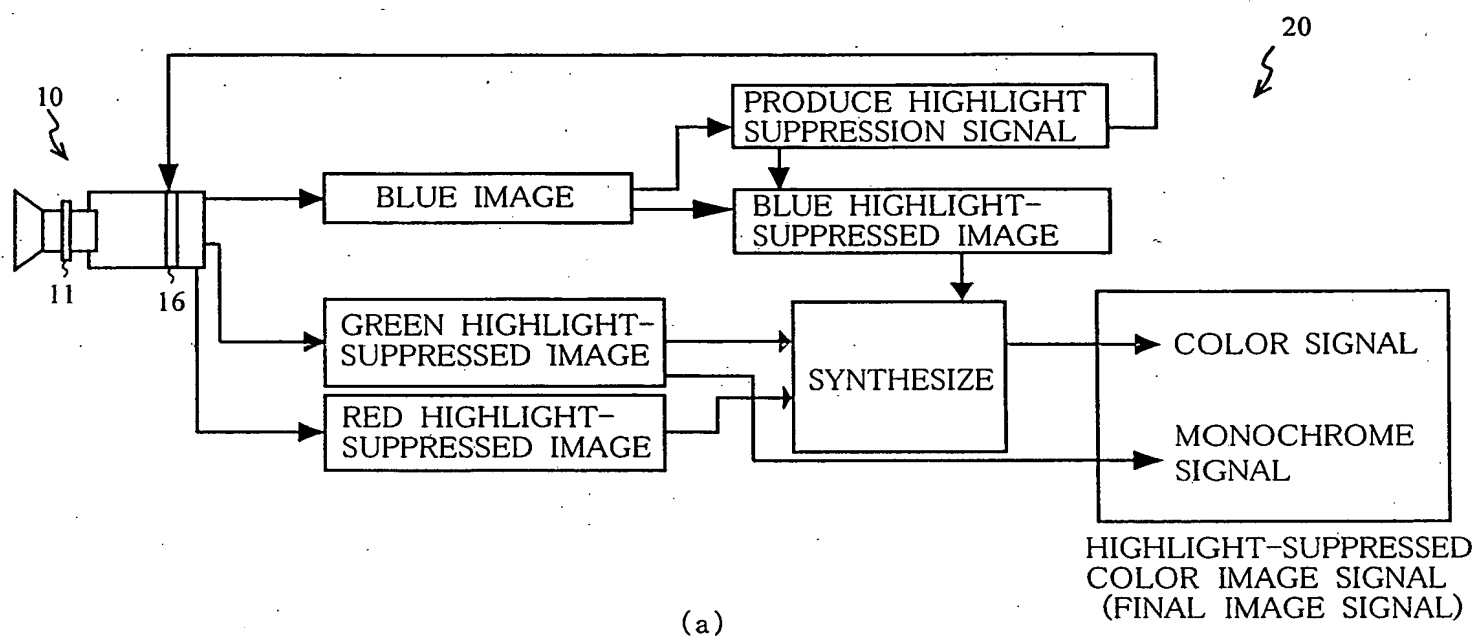 20
10
PRODUCE HIGHLIGHT
SUPPRESSION SIGNAL
BLUE IMAGE
BLUE HIGHLIGHT-
SUPPRESSED IMAGE
11
16
GREEN HIGHLIGHT-
SUPPRESSED IMAGE
SYNTHESIZE
COLOR SIGNAL
RED HIGHLIGHT-
SUPPRESSED IMAGE
MONOCHROME
SIGNAL
HIGHLIGHT-SUPPRESSED
COLOR IMAGE SIGNAL
(FINAL IMAGE SIGNAL)
(a)